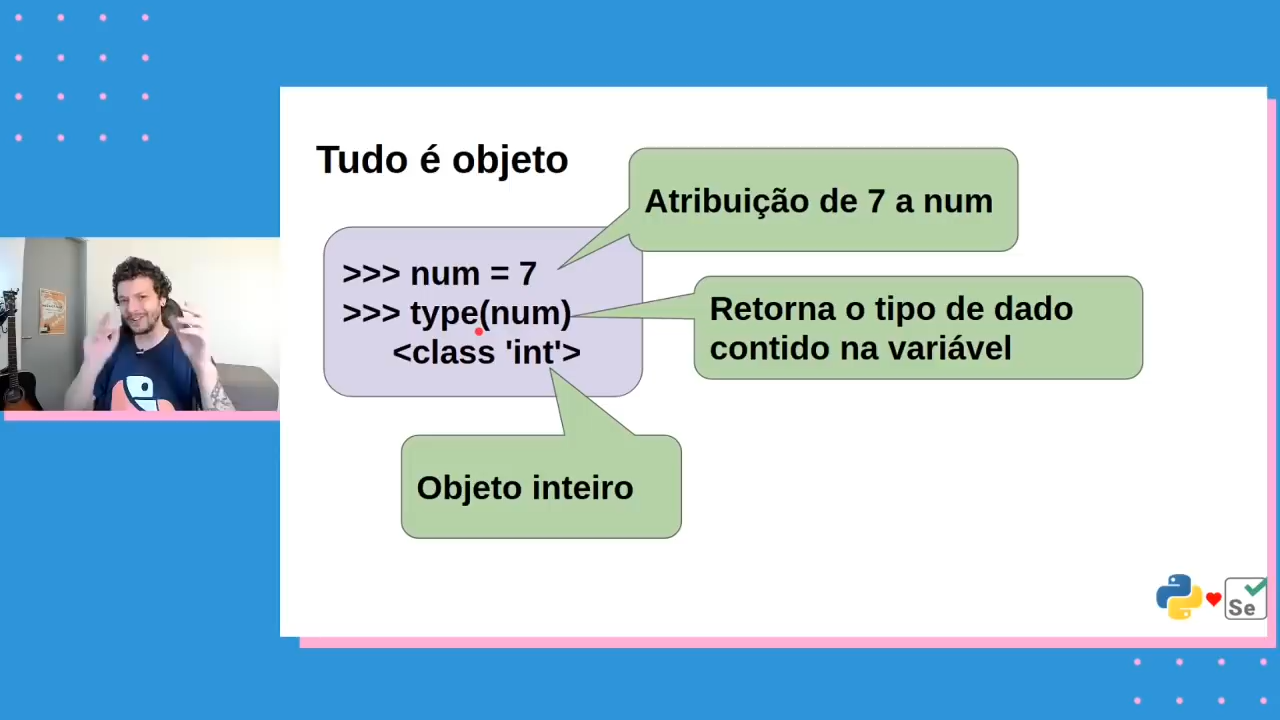 Tudo é objeto
Atribuição de 7 a num
>>> num = 7
>>> type(num)
<class 'int'>
Retorna o tipo de dado
contido na variável
Objeto inteiro
Se